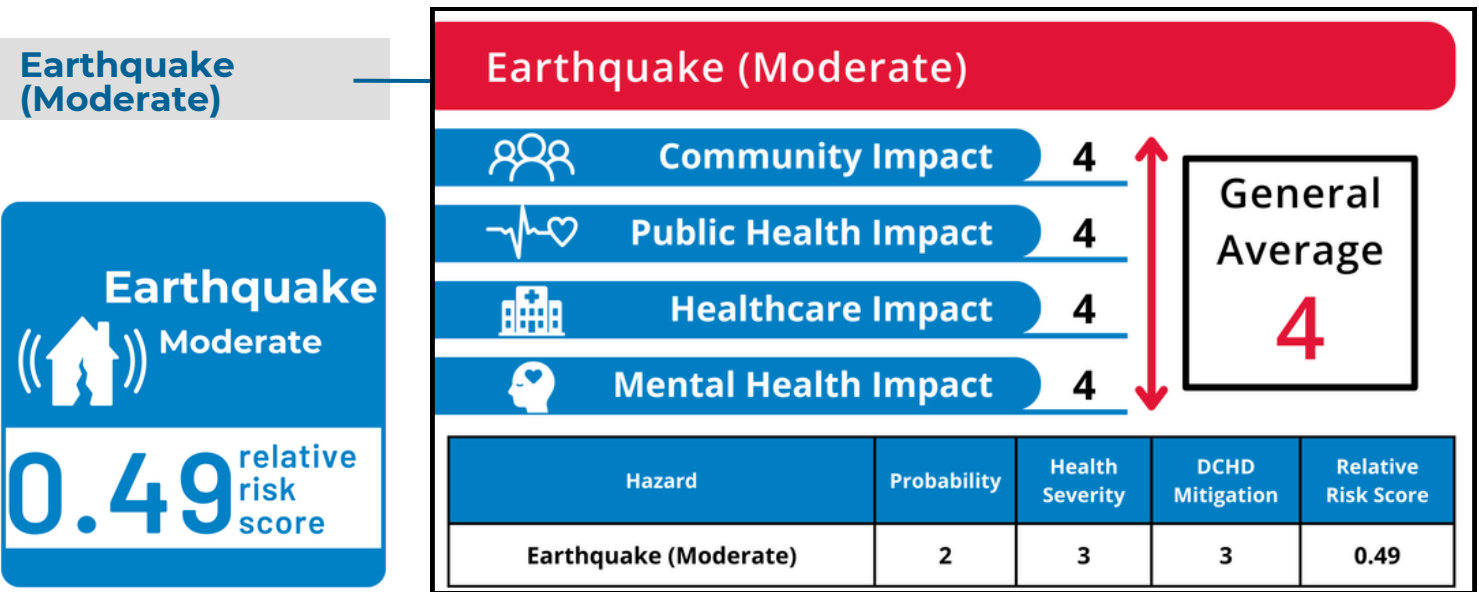 Earthquake
(Moderate)
Earthquake
Moderate
0.49 relative
risk
score
Earthquake (Moderate)
Community Impact 4
Public Health Impact 4
Healthcare Impact 4
Mental Health Impact 4
General
Average
4
Hazard Probability Health Severity DCHD Mitigation Relative Risk Score
Earthquake (Moderate) 2 3 3 0.49